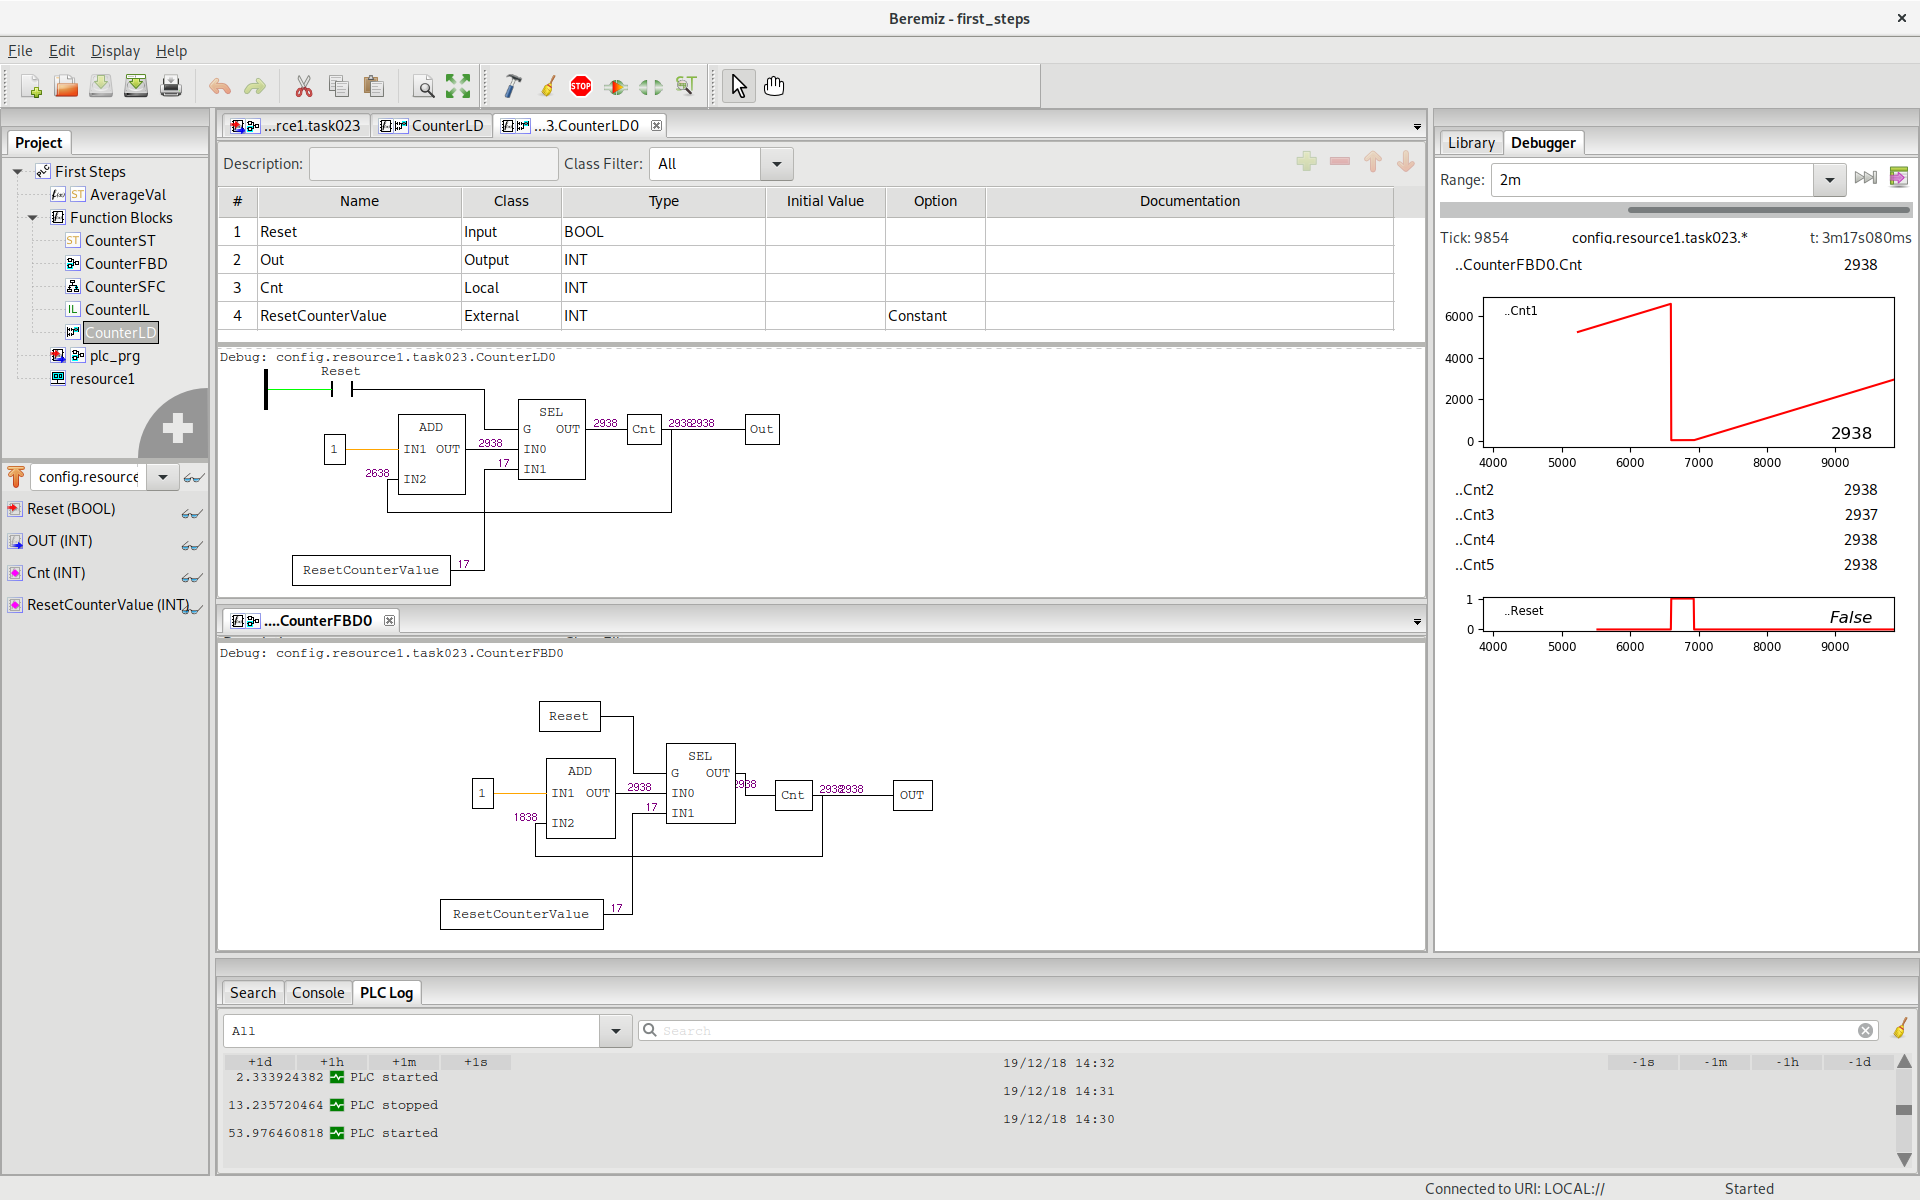 Beremiz - first_steps
File Edit Display Help
STOP
ST
Project
First Steps
ST AverageVal
Function Blocks
ST CounterST
CounterFBD
CounterSFC
IL CounterIL
CounterLD
plc_prg
resource1
config.resource
Reset (BOOL)
OUT (INT)
Cnt (INT)
ResetCounterValue (INT)
...rce1.task023 CounterLD ...3.CounterLD0
Description: Class Filter: All
# Name Class Type Initial Value Option Documentation
1 Reset Input BOOL
2 Out Output INT
3 Cnt Local INT
4 ResetCounterValue External INT Constant
Debug: config.resource1.task023.CounterLD0
Reset
SEL
ADD G OUT 2938 Cnt 2938 2938 Out
1 IN1 OUT 2938 IN0
2638 IN2 17 IN1
ResetCounterValue 17
....CounterFBD0
Debug: config.resource1.task023.CounterFBD0
Reset
SEL
ADD G OUT 2938
1 IN1 OUT 2938 IN0 Cnt 2938 2938 OUT
1838 IN2 17 IN1
ResetCounterValue 17
Library Debugger
Range: 2m
Tick: 9854 config.resource1.task023.* t: 3m17s080ms
..CounterFBD0.Cnt 2938
..Cnt1
6000
4000
2000
0
2938
4000 5000 6000 7000 8000 9000
..Cnt2 2938
..Cnt3 2937
..Cnt4 2938
..Cnt5 2938
1 ..Reset False
0
4000 5000 6000 7000 8000 9000
Search Console PLC Log
All Search
+1d +1h +1m +1s 19/12/18 14:32 -1s -1m -1h -1d
2.333924382 PLC started
19/12/18 14:31
13.235720464 PLC stopped
19/12/18 14:30
53.976460818 PLC started
Connected to URI: LOCAL:// Started